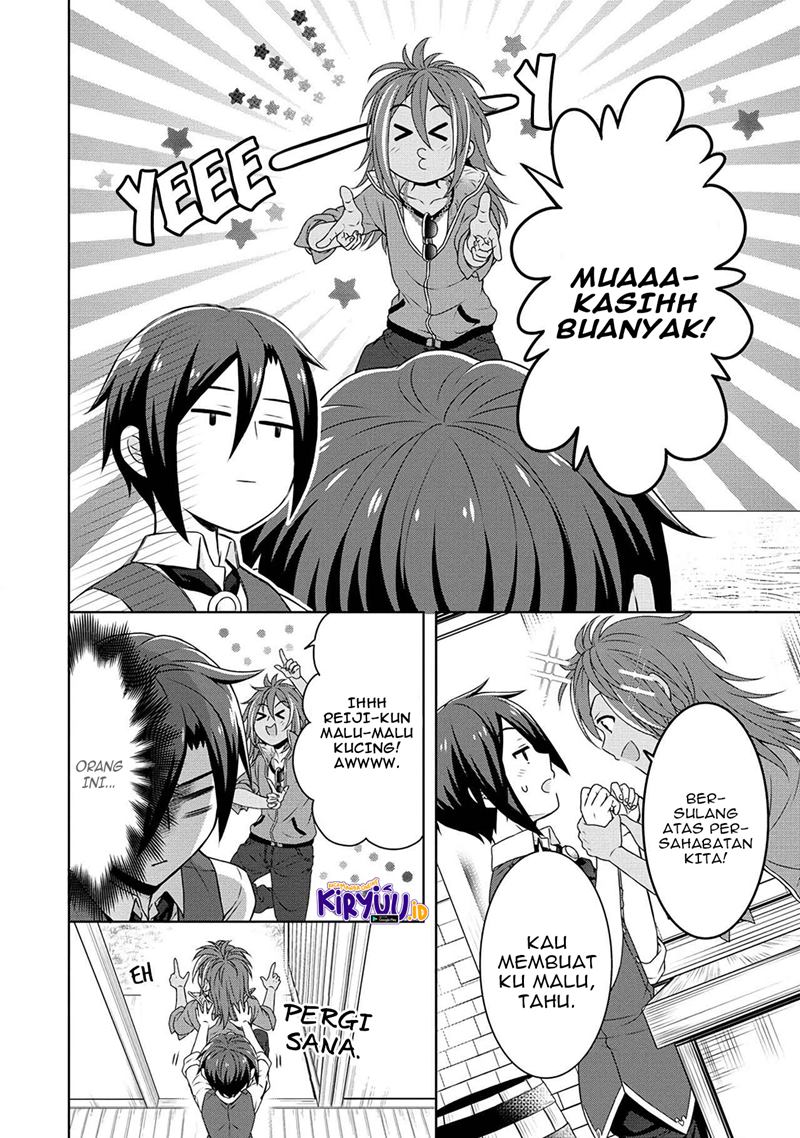 YEEE
Y
MUAAA-
KASIHH
BUANYAK!
BER-
SULANG
ATAS PER-
SAHABATAN
KITA!
KAU
MEMBUAT
KU MALU,
TAHU.
IHHH
REIJI-KUN
MALU-MALU
KUCING!
AWWWW.
ORANG
INI...
KIRYUU.ID
EH
PERGI
SANA.